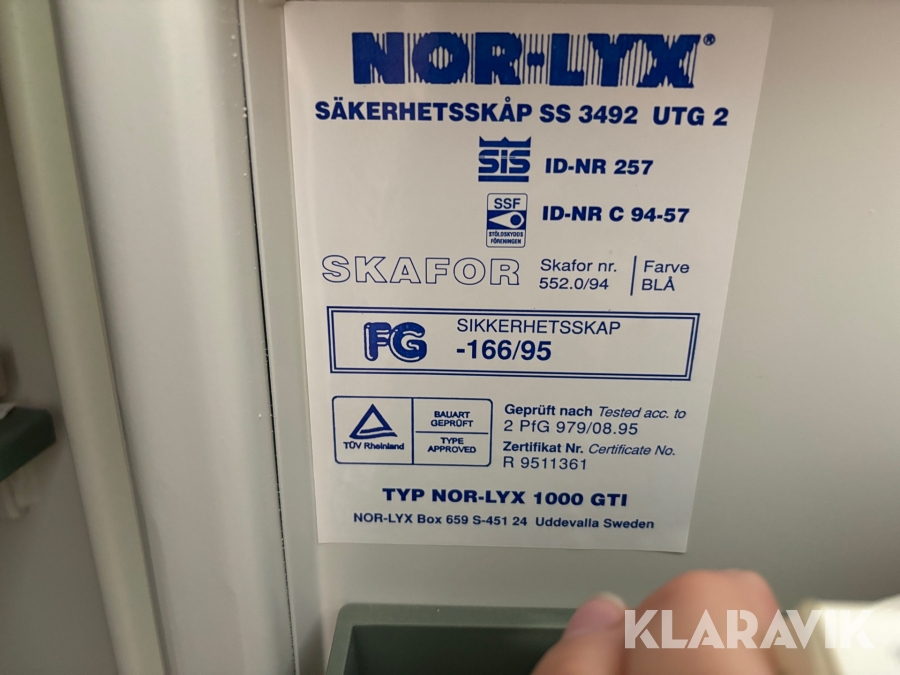 NOR-LYX®
SÄKERHETSSKÅP SS 3492 UTG 2
SIS ID-NR 257
SSF
STÖLDSKYDDS
FÖRENINGEN
ID-NR C 94-57
SKAFOR
Skafor nr.
552.0/94
Farve
BLÅ
FG
SIKKERHETSSKAP
-166/95
TÜV Rheinland
BAUART
GEPRÜFT
TYPE
APPROVED
Geprüft nach Tested acc. to
2 PfG 979/08.95
Zertifikat Nr. Certificate No.
R 9511361
TYP NOR-LYX 1000 GTI
NOR-LYX Box 659 S-451 24 Uddevalla Sweden
KLARAVIK